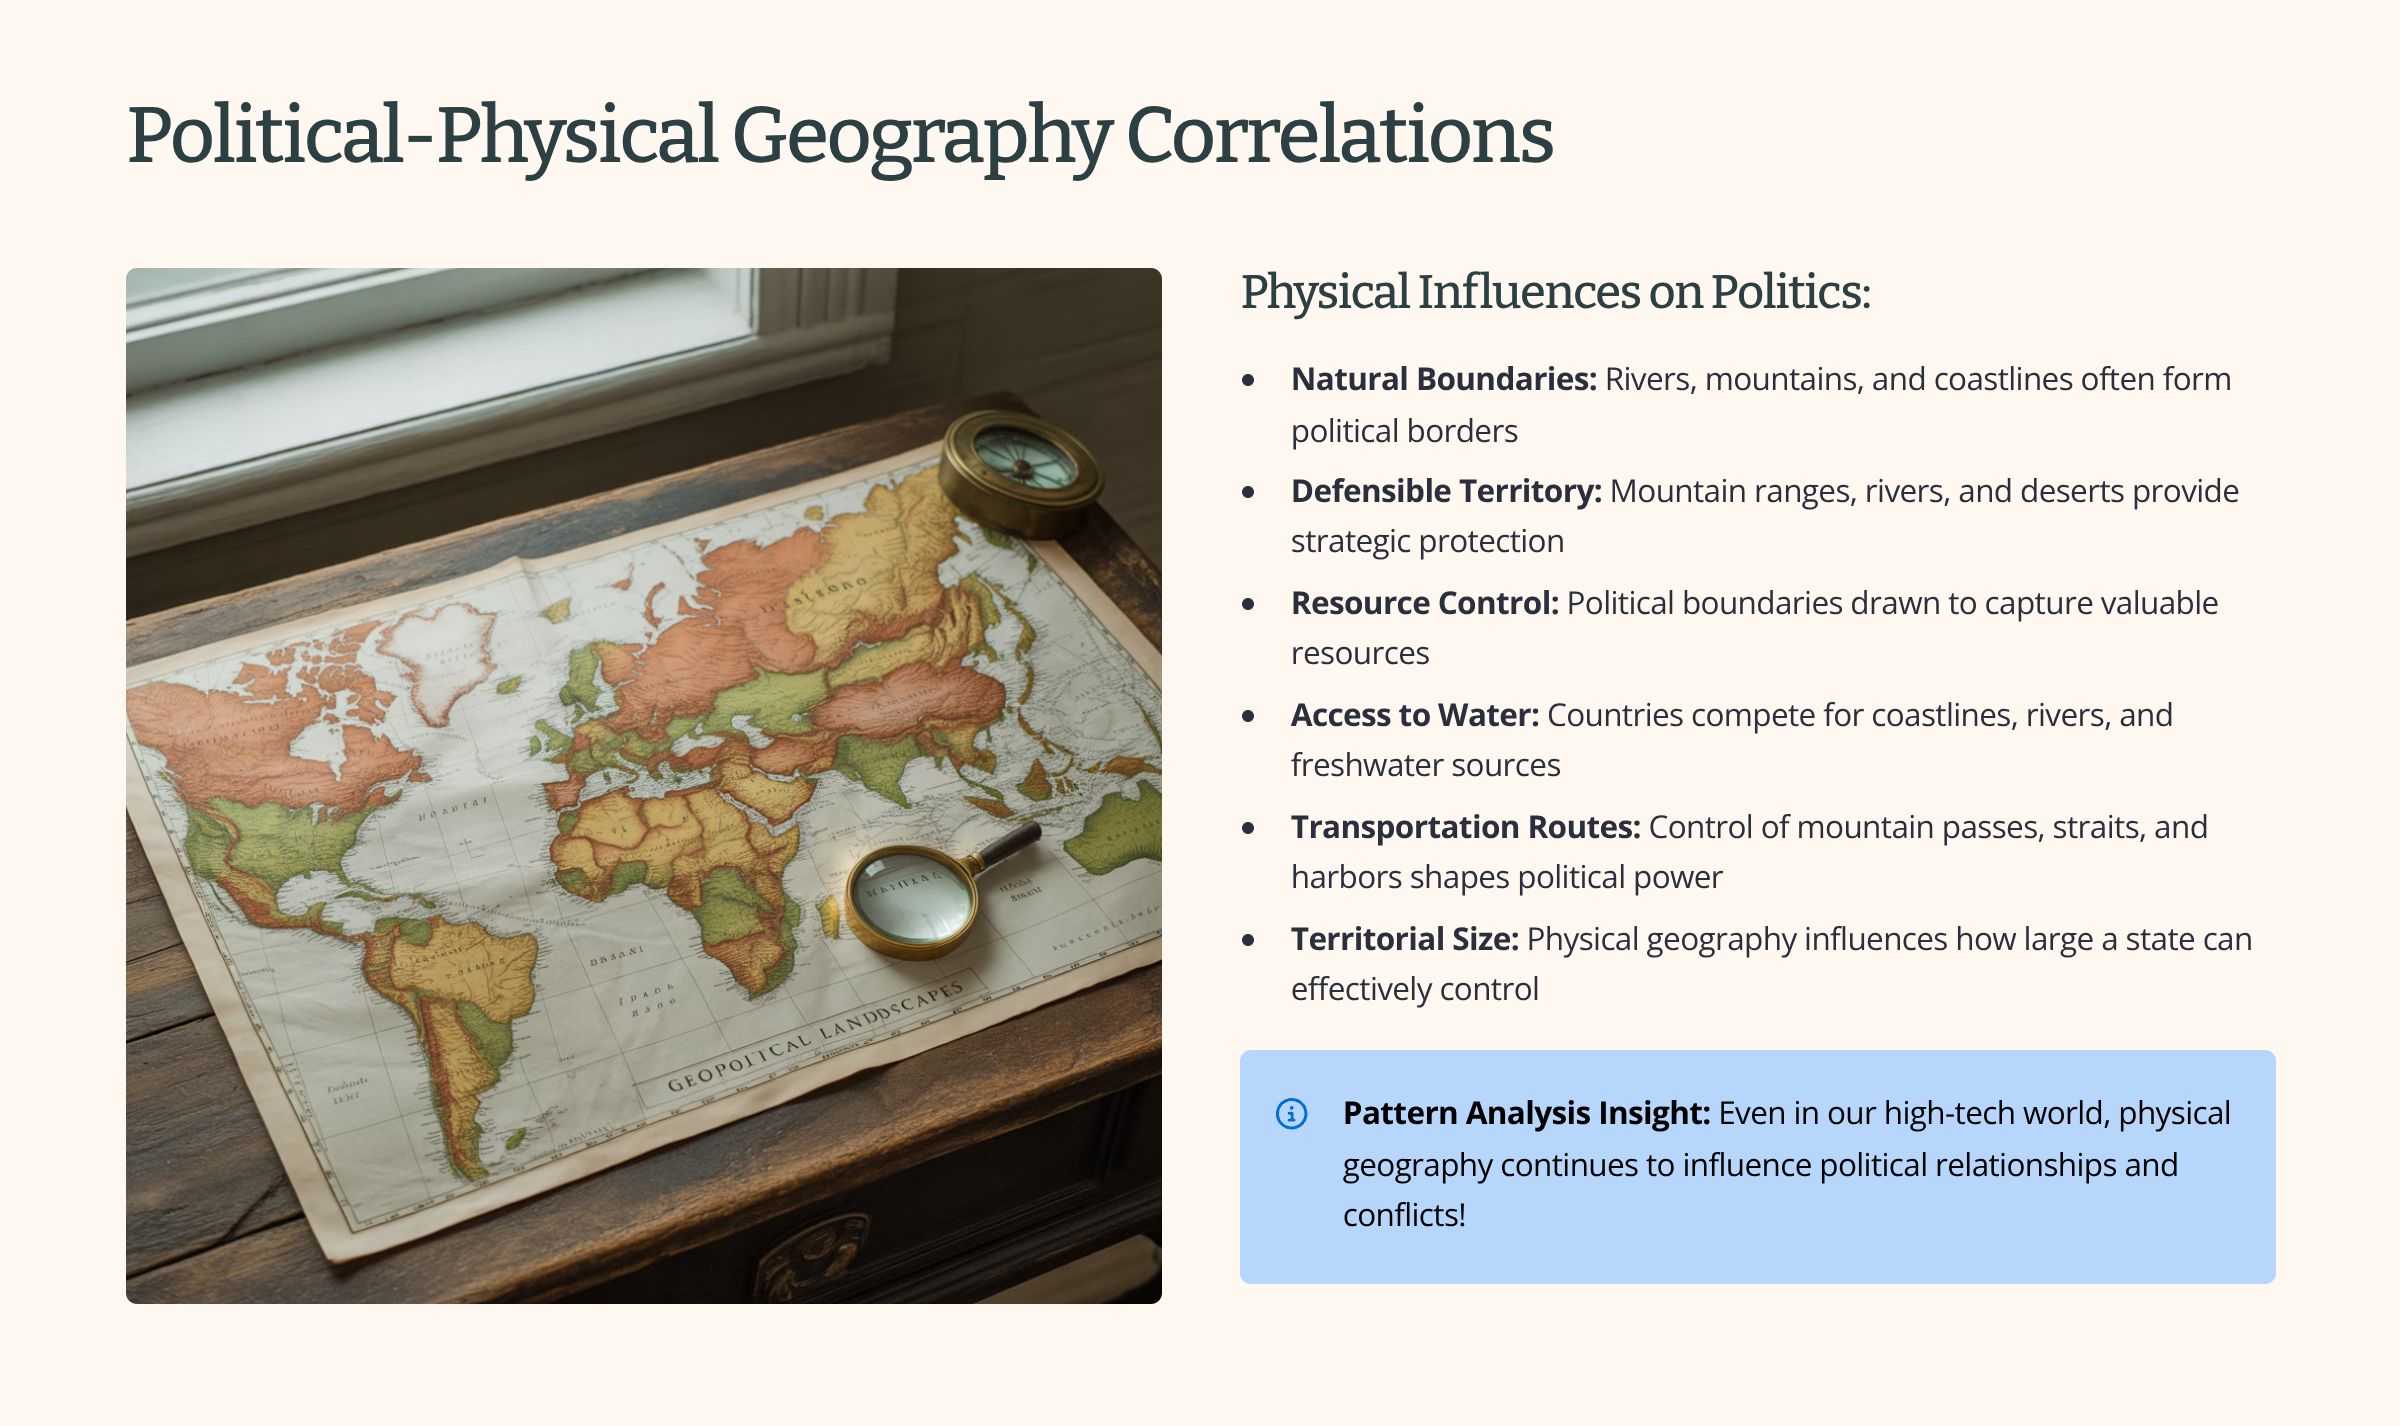 Political-Physical Geography Correlations
GEOPOITCAL LANDDSCAPES
Physical Influences on Politics:
• Natural Boundaries: Rivers, mountains, and coastlines often form
political borders
• Defensible Territory: Mountain ranges, rivers, and deserts provide
strategic protection
• Resource Control: Political boundaries drawn to capture valuable
resources
• Access to Water: Countries compete for coastlines, rivers, and
freshwater sources
• Transportation Routes: Control of mountain passes, straits, and
harbors shapes political power
• Territorial Size: Physical geography influences how large a state can
effectively control
Pattern Analysis Insight: Even in our high-tech world, physical
geography continues to influence political relationships and
conflicts!